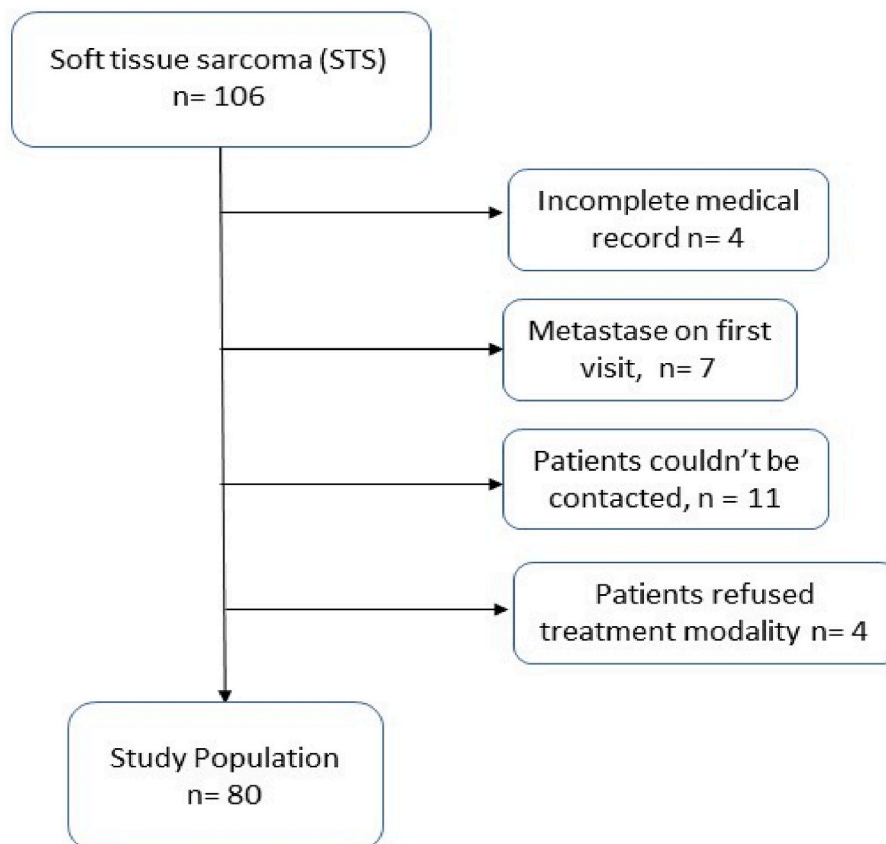 Soft tissue sarcoma (STS)
n= 106
Incomplete medical
record n= 4
Metastase on first
visit,  n= 7
Patients couldn’t be
contacted, n = 11
Patients refused
treatment modality n= 4
Study Population
n= 80